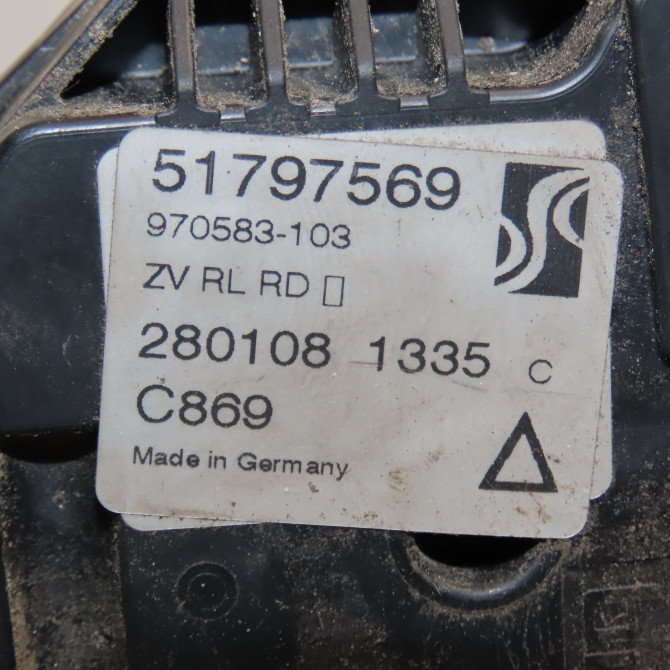 51797569
970583-103
ZV RL RD
280108 1335 C
C869
Made in Germany